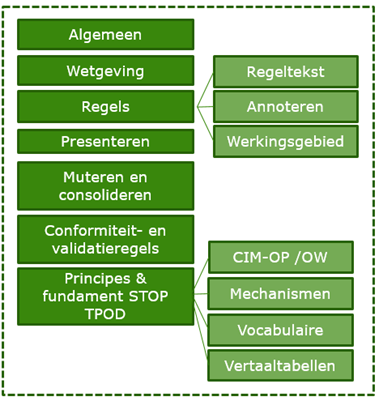 Algemeen
Wetgeving
Regels
Regeltekst
Annoteren
Werkingsgebied
Presenteren
Muteren en
consolideren
Conformiteit- en
validatieregels
Principes &
fundament STOP
TPOD
CIM-OP /OW
Mechanismen
Vocabulaire
Vertaaltabellen